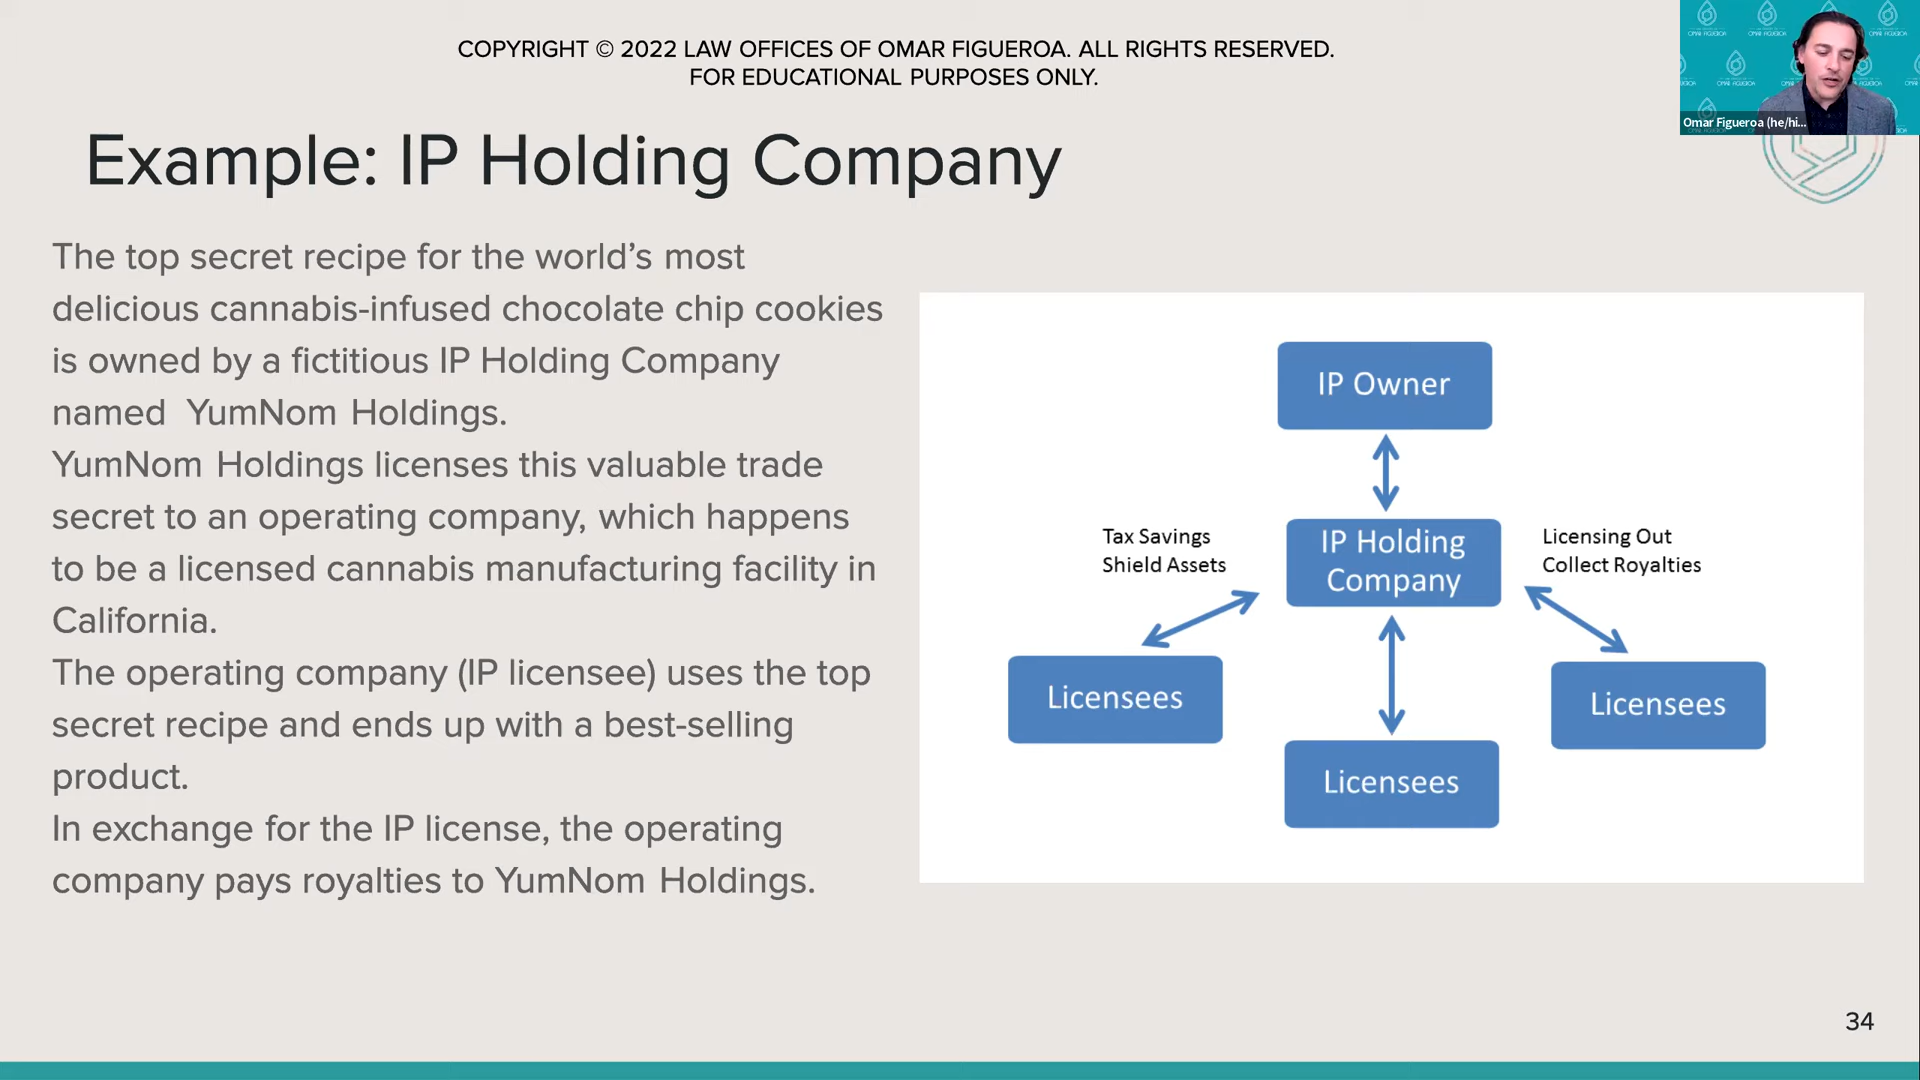 COPYRIGHT © 2022 LAW OFFICES OF OMAR FIGUEROA. ALL RIGHTS RESERVED.
FOR EDUCATIONAL PURPOSES ONLY.
Omar Figueroa (he/hi...
Example: IP Holding Company
The top secret recipe for the world’s most
delicious cannabis-infused chocolate chip cookies
is owned by a fictitious IP Holding Company
named YumNom Holdings.
YumNom Holdings licenses this valuable trade
secret to an operating company, which happens
to be a licensed cannabis manufacturing facility in
California.
The operating company (IP licensee) uses the top
secret recipe and ends up with a best-selling
product.
In exchange for the IP license, the operating
company pays royalties to YumNom Holdings.
IP Owner
Tax Savings
Shield Assets
IP Holding
Company
Licensing Out
Collect Royalties
Licensees
Licensees
Licensees
34